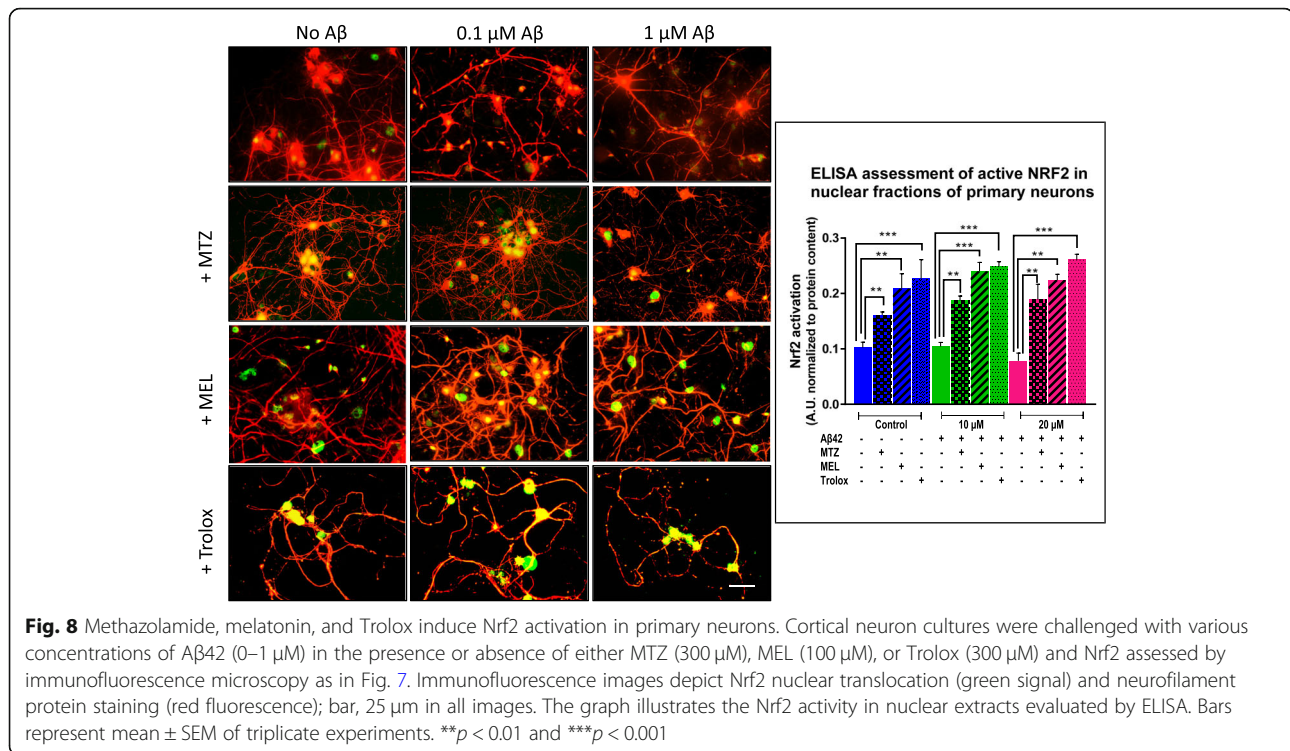 No Aβ
0.1 µM Aβ
1 µM Aβ
+ MTZ
+ MEL
+ Trolox
ELISA assessment of active NRF2 in
nuclear fractions of primary neurons
Nrf2 activation
(A.U. normalized to protein content)
0.3
0.2
0.1
0.0
***
**
**
***
***
**
***
**
**
Control
10 µM
20 µM
Aβ42 - - - - + + + + + + + +
MTZ - + - - - + - - - + - -
MEL - - + - - - + - - - + -
Trolox - - - + - - - + - - - +
Fig. 8 Methazolamide, melatonin, and Trolox induce Nrf2 activation in primary neurons. Cortical neuron cultures were challenged with various
concentrations of Aβ42 (0–1 µM) in the presence or absence of either MTZ (300 µM), MEL (100 µM), or Trolox (300 µM) and Nrf2 assessed by
immunofluorescence microscopy as in Fig. 7. Immunofluorescence images depict Nrf2 nuclear translocation (green signal) and neurofilament
protein staining (red fluorescence); bar, 25 µm in all images. The graph illustrates the Nrf2 activity in nuclear extracts evaluated by ELISA. Bars
represent mean ± SEM of triplicate experiments. **p < 0.01 and ***p < 0.001